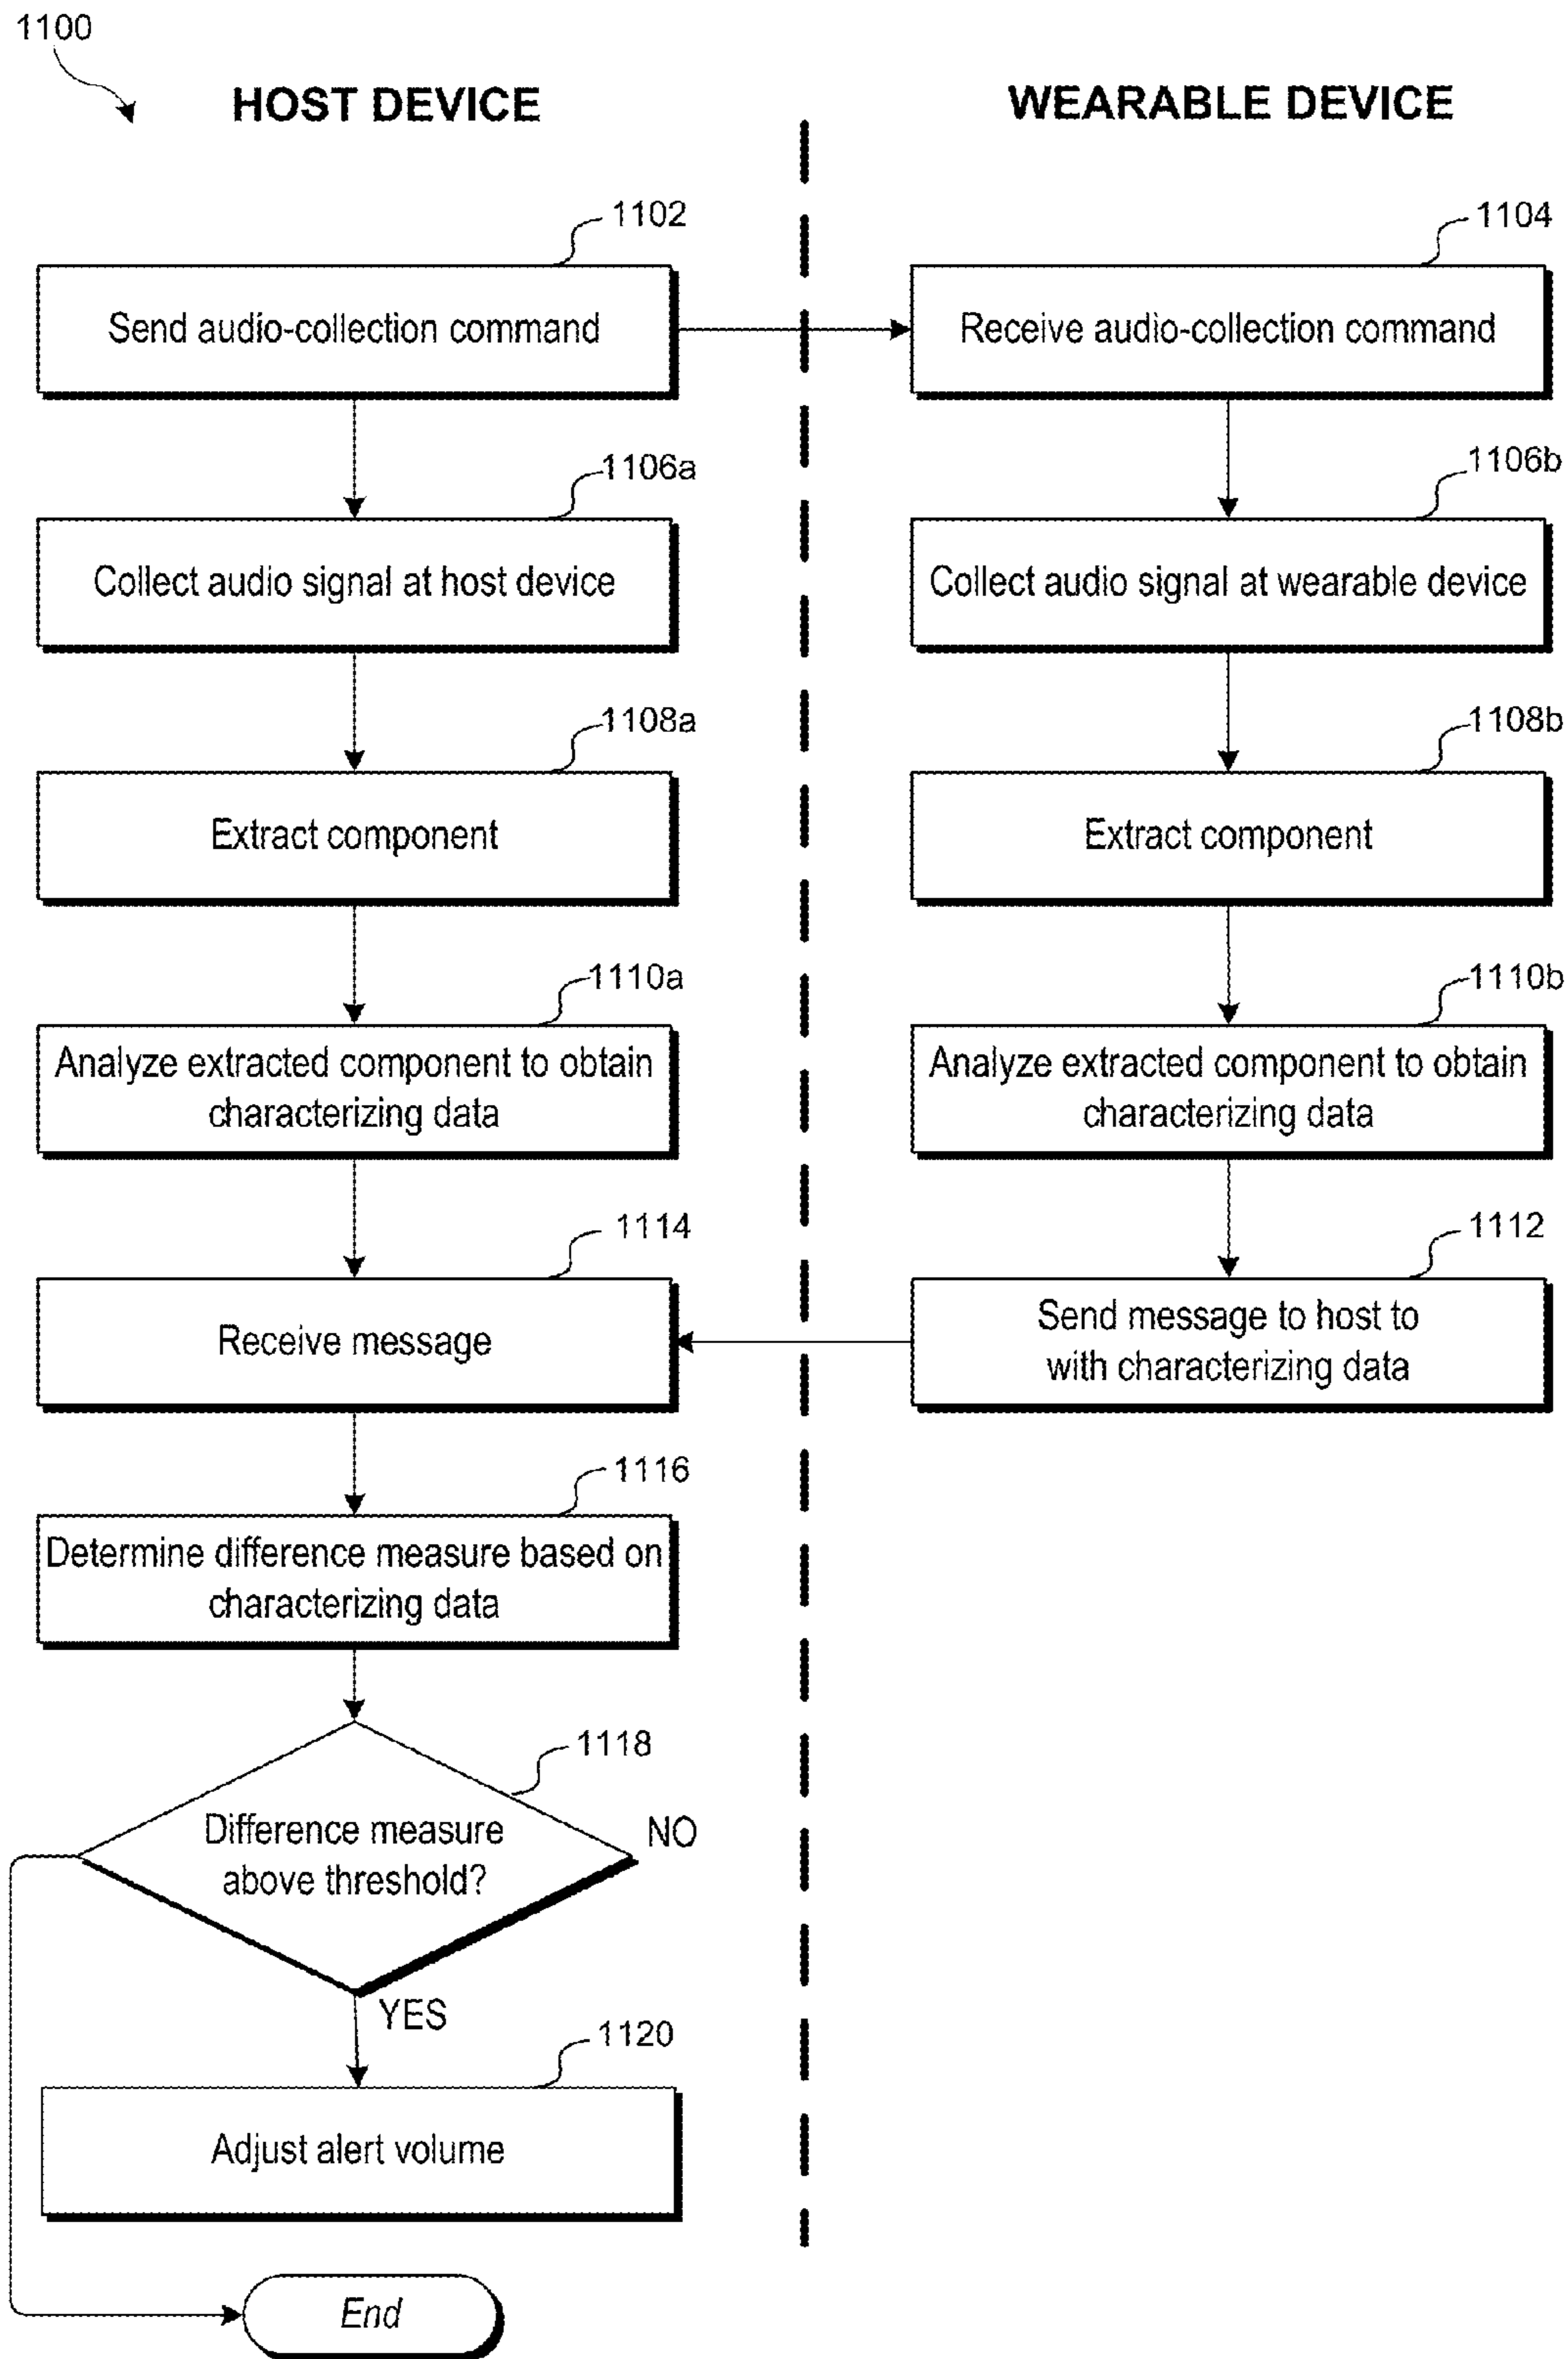 1100
HOST DEVICE
WEARABLE DEVICE
1102
1104
Send audio-collection command
Receive audio-collection command
1106a
1106b
Collect audio signal at host device
Collect audio signal at wearable device
1108a
1108b
Extract component
Extract component
1110a
1110b
Analyze extracted component to obtain
characterizing data
Analyze extracted component to obtain
characterizing data
1114
1112
Receive message
Send message to host to
with characterizing data
1116
Determine difference measure based on
characterizing data
1118
Difference measure
above threshold?
NO
YES
1120
Adjust alert volume
End